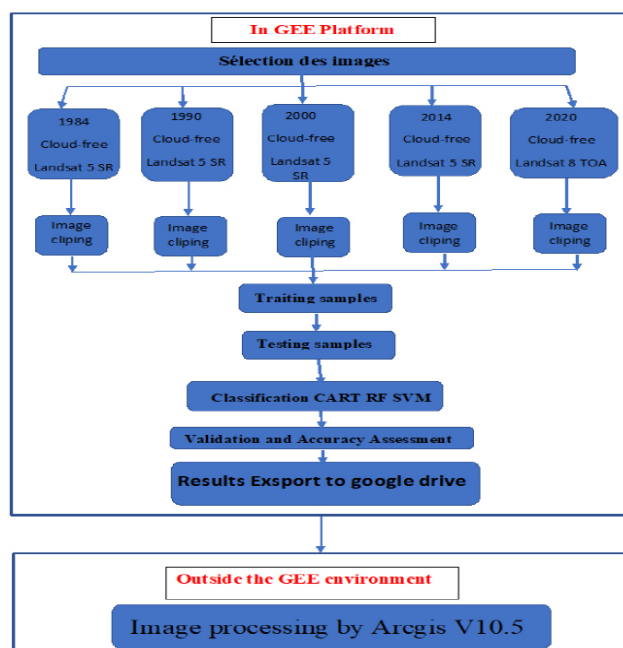 In GEE Platform
Sélection des images
1984
Cloud-free
Landsat 5 SR
1990
Cloud-free
Landsat 5 SR
2000
Cloud-free
Landsat 5
SR
2014
Cloud-free
Landsat 5 SR
2020
Cloud-free
Landsat 8 TOA
Image
cliping
Image
cliping
Image
cliping
Image
cliping
Image
cliping
Traiting samples
Testing samples
Classification CART RF SVM
Validation and Accuracy Assessment
Results Exsport to google drive
Outside the GEE environment
Image processing by Arcgis V10.5